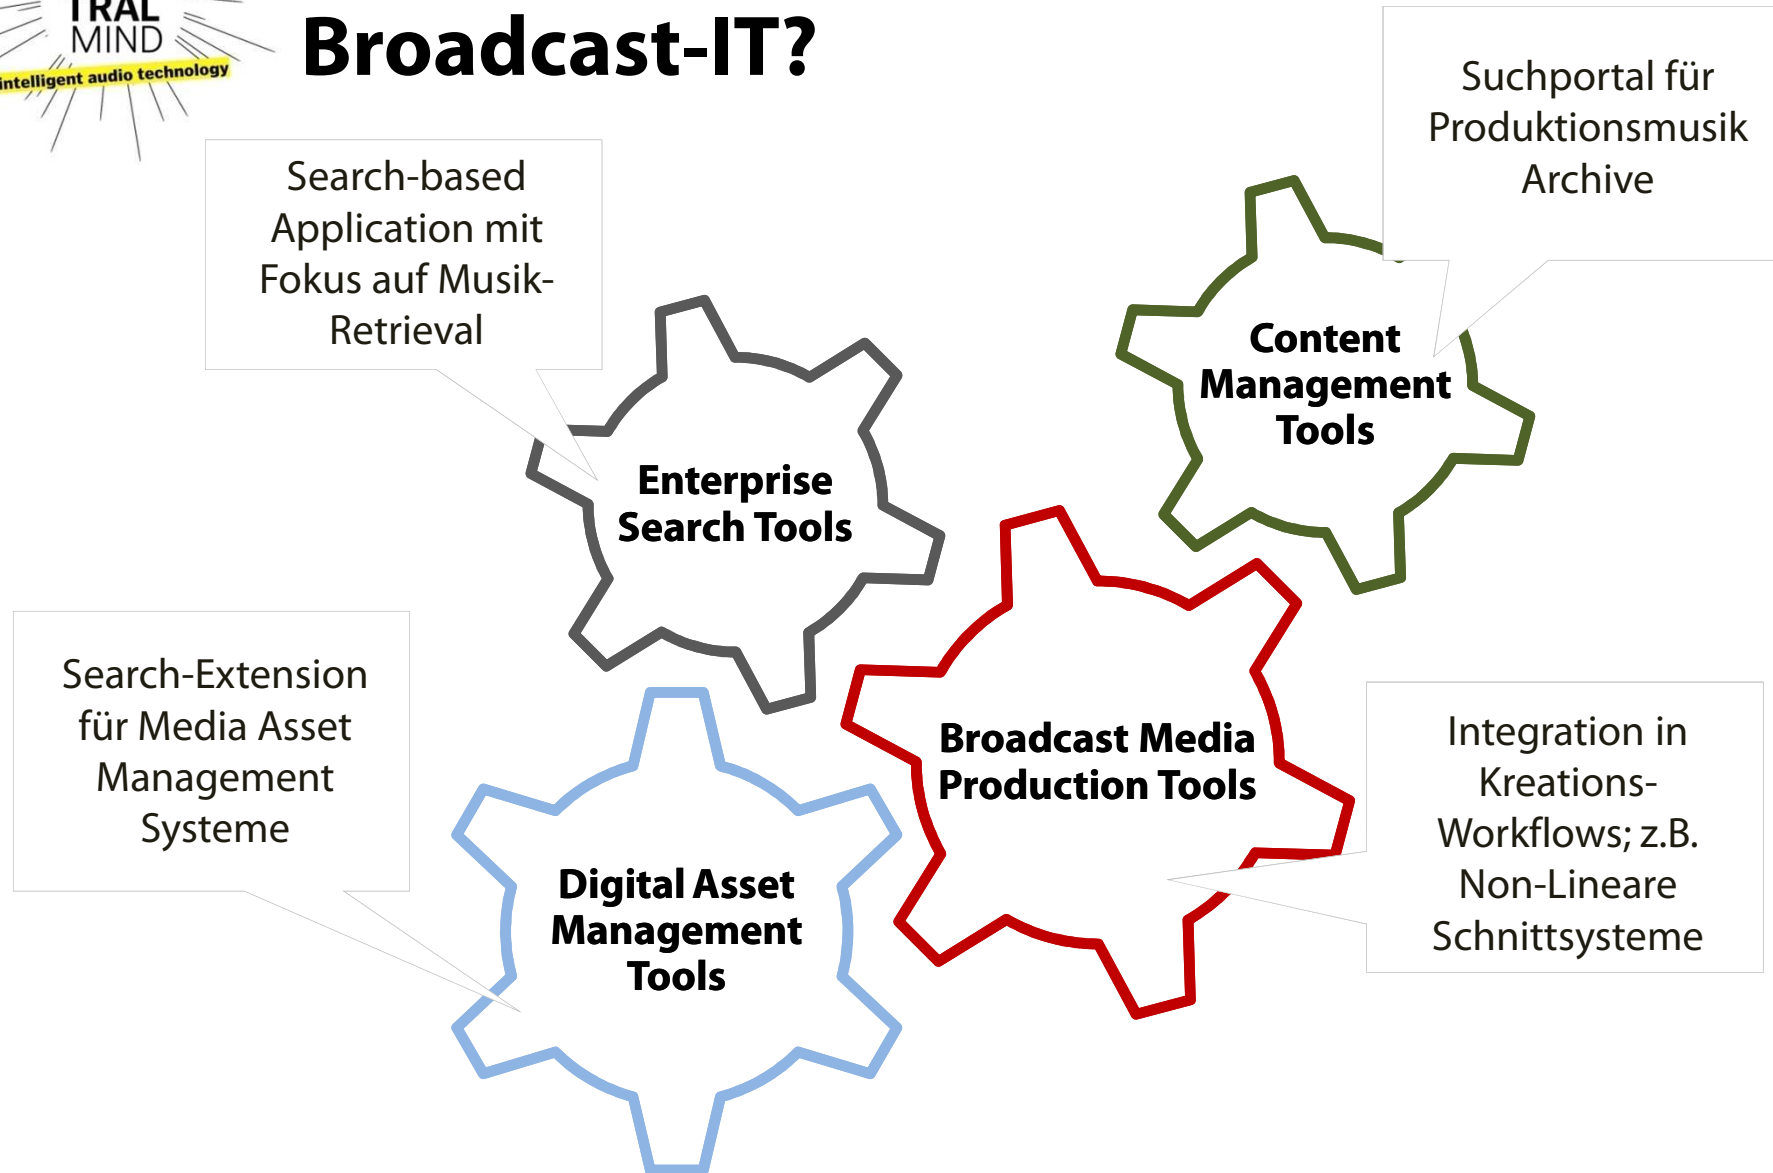 TRAL
MIND
intelligent audio technology
Broadcast-IT?
Suchportal für
Produktionsmusik
Archive
Search-based
Application mit
Fokus auf Musik-
Retrieval
Content
Management
Tools
Enterprise
Search Tools
Search-Extension
für Media Asset
Management
Systeme
Broadcast Media
Production Tools
Integration in
Kreations-
Workflows; z.B.
Non-Lineare
Schnittsysteme
Digital Asset
Management
Tools